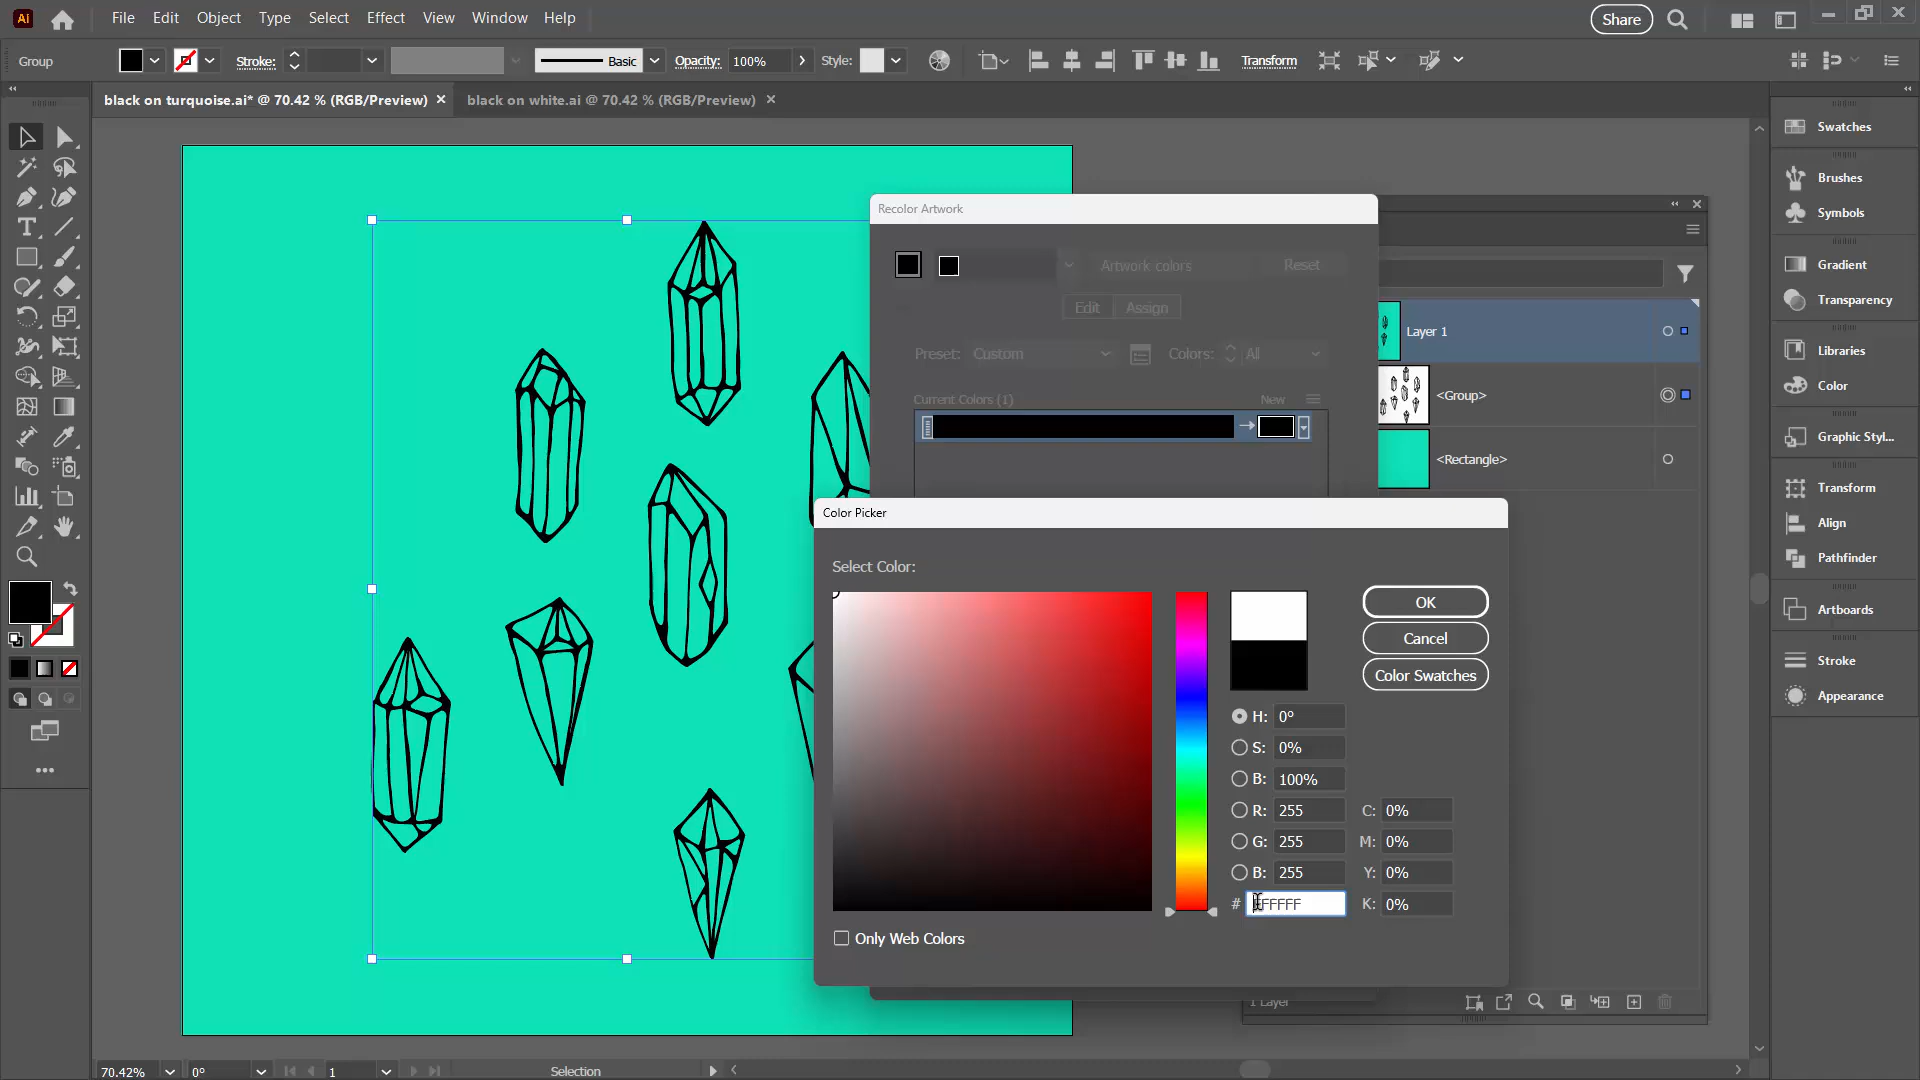 Ai File Edit Object Type Select Effect View Window Help Share
Group Stroke: Basic Opacity: 100% Style: Transform
black on turquoise.ai* @ 70.42 % (RGB/Preview) × black on white.ai @ 70.42 % (RGB/Preview) ×
Swatches
Brushes
Symbols
Gradient
Transparency
Libraries
Color
Graphic Styl...
Transform
Align
Pathfinder
Artboards
Stroke
Appearance
Recolor Artwork
Artwork colors Reset
Edit Assign
Preset: Custom Colors: All
Current Colors (1) New
Layer 1
<Group>
<Rectangle>
Color Picker
Select Color:
OK
Cancel
Color Swatches
H: 0°
S: 0%
B: 100%
R: 255 C: 0%
G: 255 M: 0%
B: 255 Y: 0%
# FFFFFF K: 0%
Only Web Colors
1 Layer
70.42% 0° 1 Selection